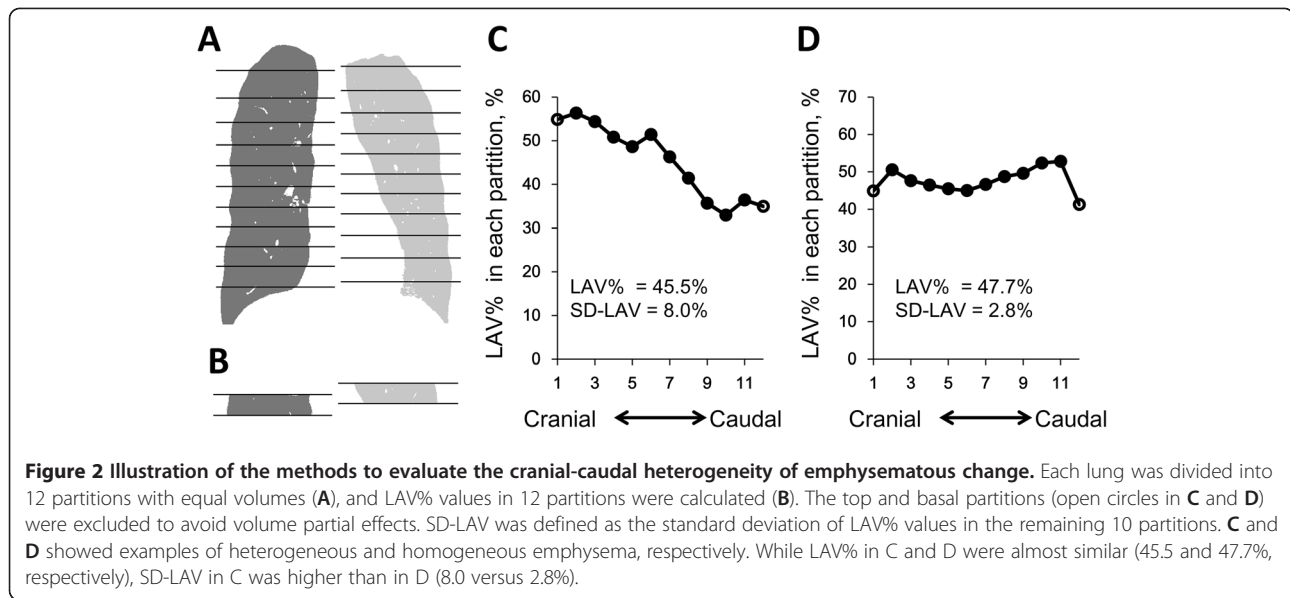 A
B
C
LAV% in each partition, %
60
50
40
30
20
10
0
LAV% = 45.5%
SD-LAV = 8.0%
1 3 5 7 9 11
Cranial Caudal
D
LAV% in each partition, %
70
60
50
40
30
20
10
0
LAV% = 47.7%
SD-LAV = 2.8%
1 3 5 7 9 11
Cranial Caudal
Figure 2 Illustration of the methods to evaluate the cranial-caudal heterogeneity of emphysematous change. Each lung was divided into
12 partitions with equal volumes (A), and LAV% values in 12 partitions were calculated (B). The top and basal partitions (open circles in C and D)
were excluded to avoid volume partial effects. SD-LAV was defined as the standard deviation of LAV% values in the remaining 10 partitions. C and
D showed examples of heterogeneous and homogeneous emphysema, respectively. While LAV% in C and D were almost similar (45.5 and 47.7%,
respectively), SD-LAV in C was higher than in D (8.0 versus 2.8%).